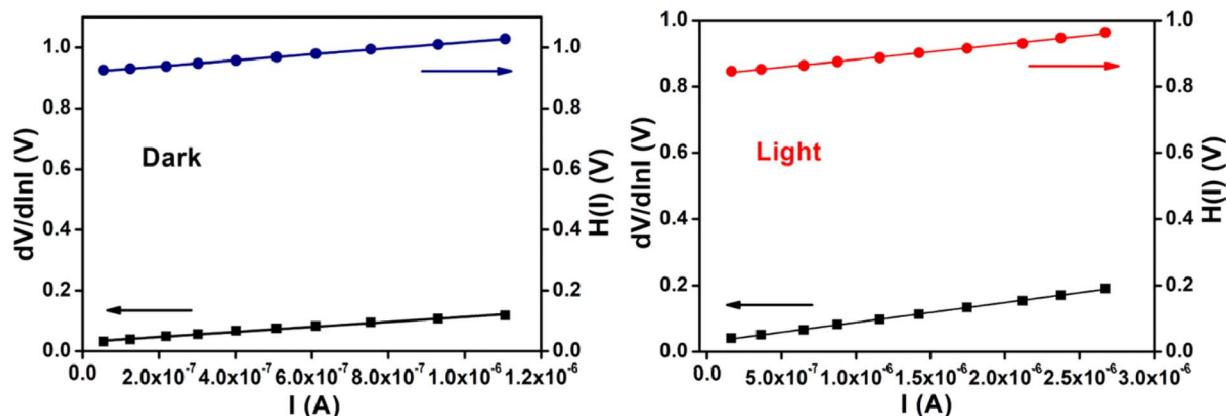 1.0
0.8
0.6
0.4
0.2
0.0
dV/dlnI (V)
Dark
1.0
0.8
0.6
0.4
0.2
0.0
H(I) (V)
0.0
2.0x10⁻⁷
4.0x10⁻⁷
6.0x10⁻⁷
8.0x10⁻⁷
1.0x10⁻⁶
1.2x10⁻⁶
I (A)
1.0
0.8
0.6
0.4
0.2
0.0
dV/dlnI (V)
Light
1.0
0.8
0.6
0.4
0.2
0.0
H(I) (V)
0.0
5.0x10⁻⁷
1.0x10⁻⁶
1.5x10⁻⁶
2.0x10⁻⁶
2.5x10⁻⁶
3.0x10⁻⁶
I (A)